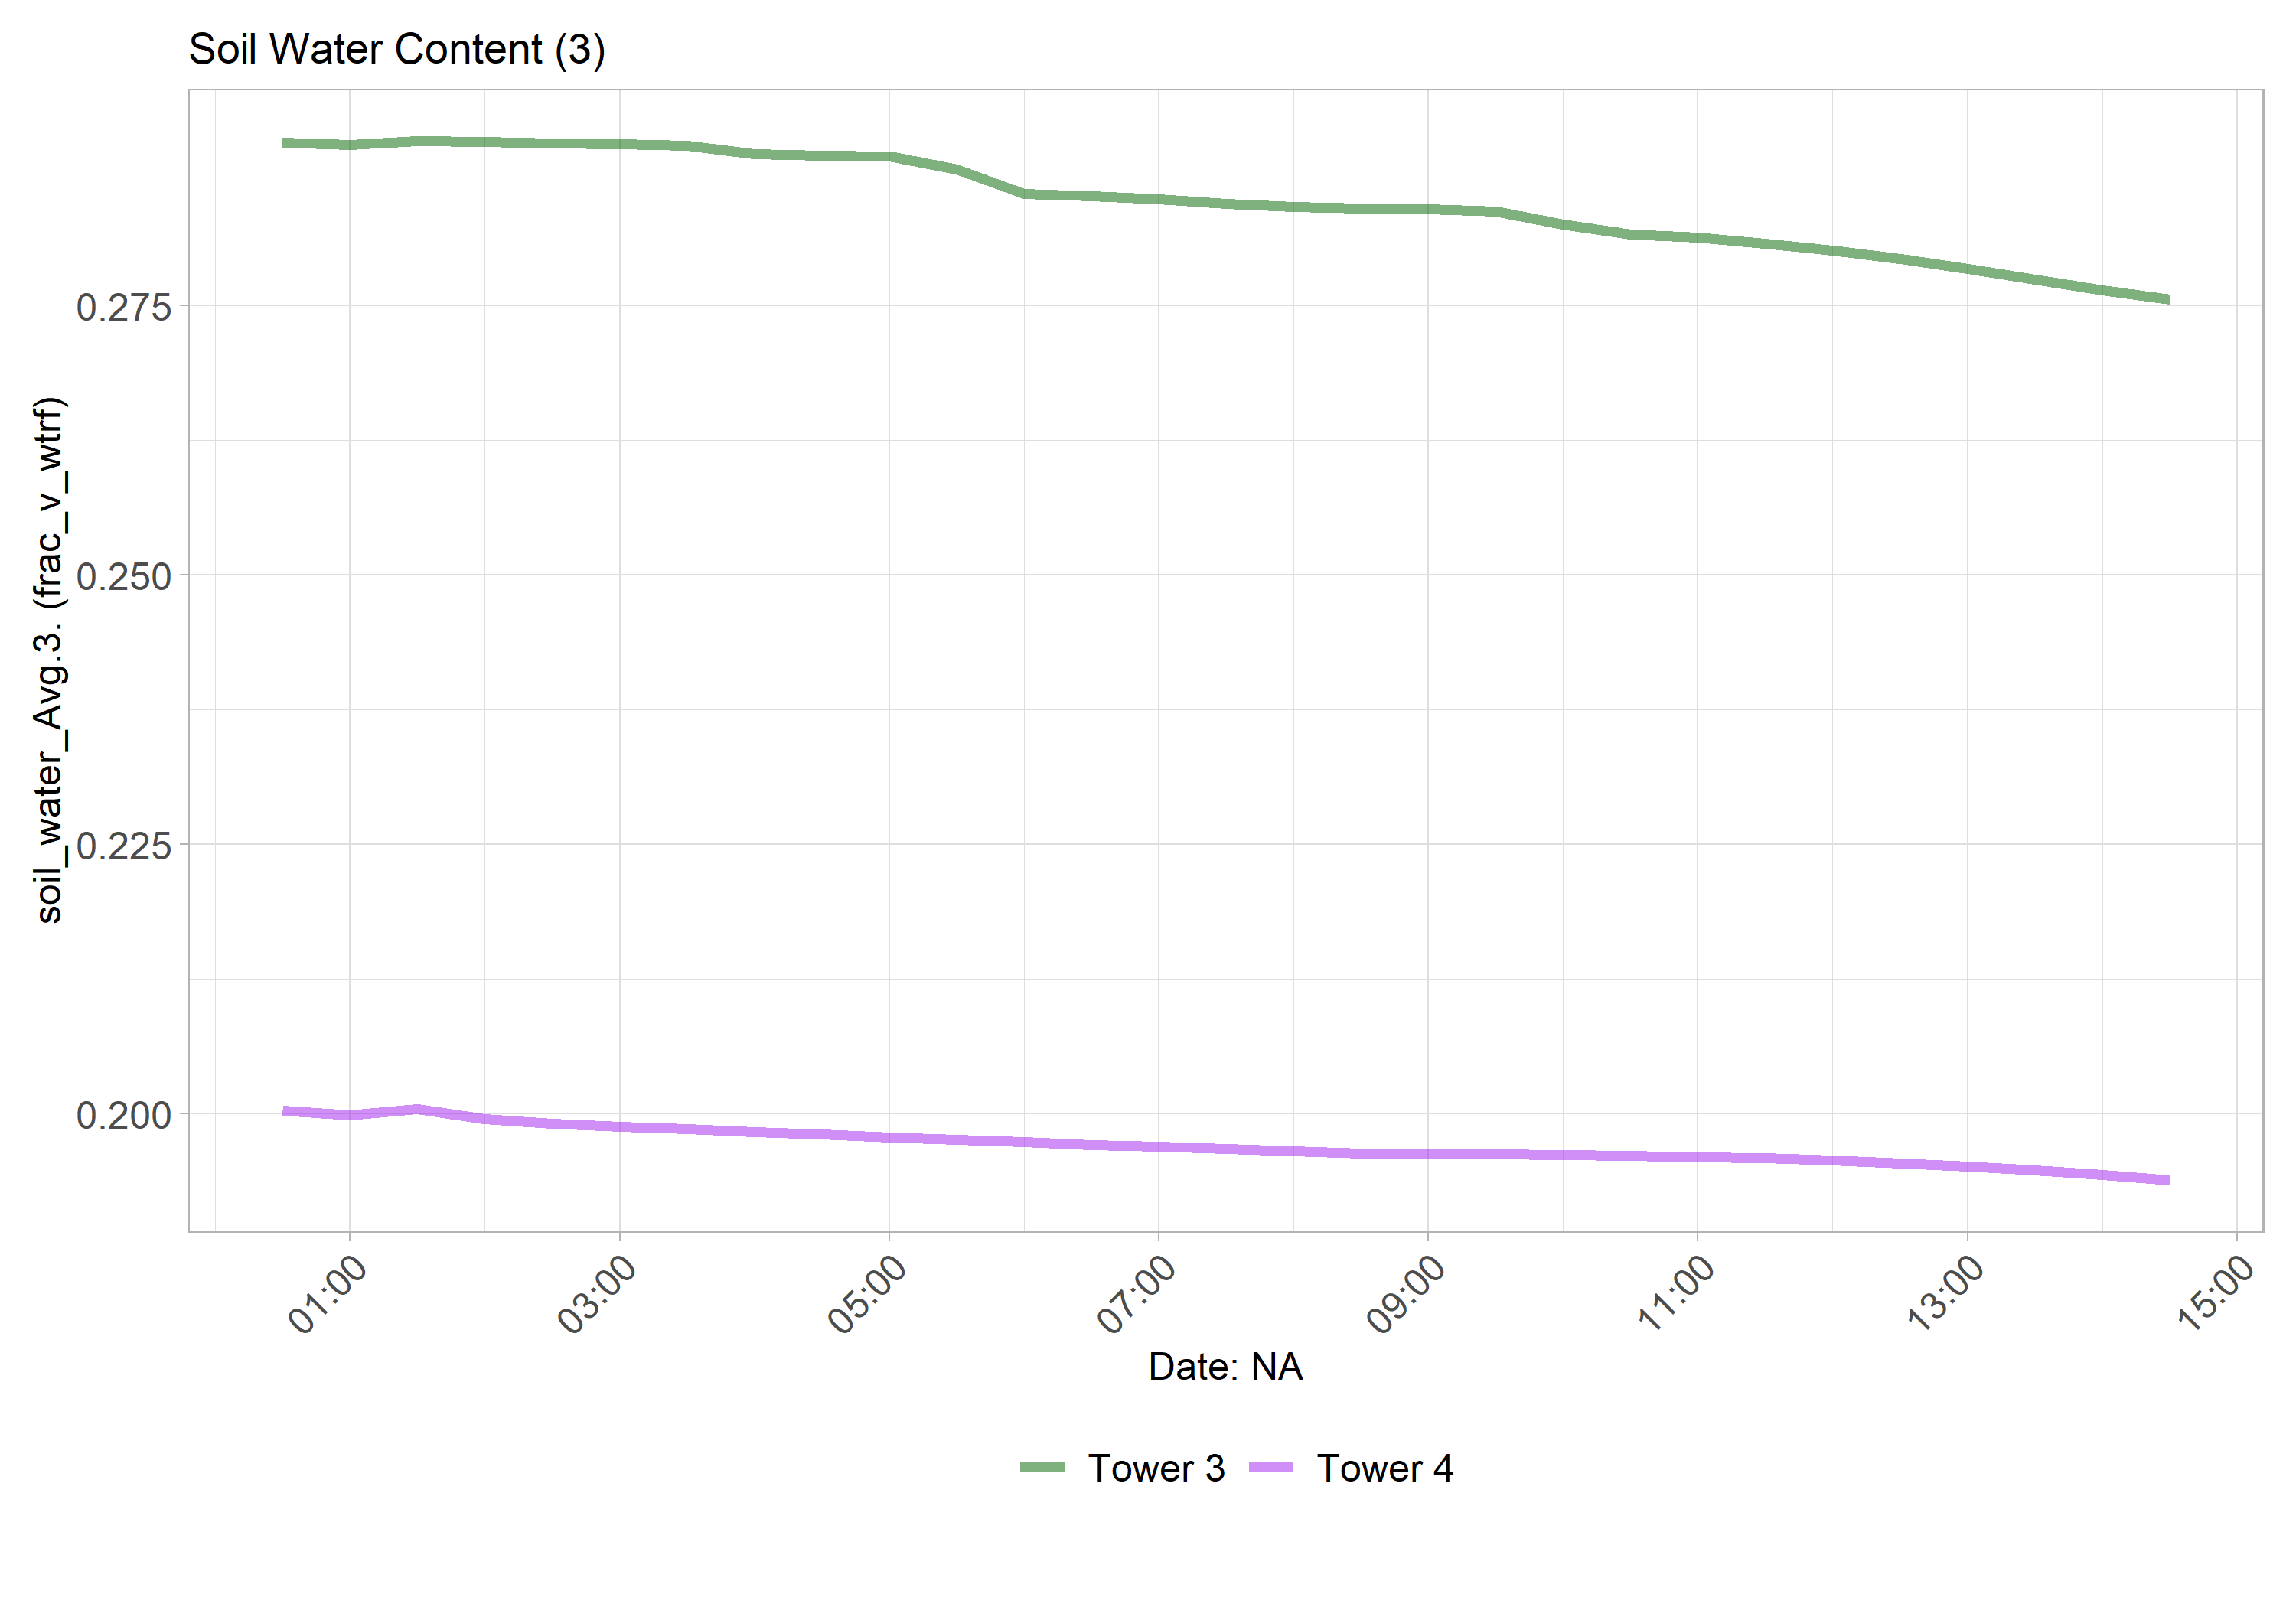 Soil Water Content (3)
soil_water_Avg.3. (frac_v_wtrf)
0.275
0.250
0.225
0.200
01:00
03:00
05:00
07:00
09:00
11:00
13:00
15:00
Date: NA
Tower 3
Tower 4